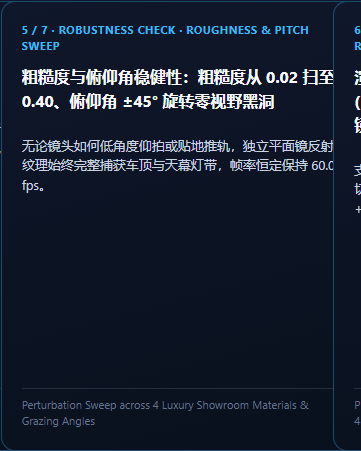 5 / 7 · ROBUSTNESS CHECK · ROUGHNESS & PITCH
SWEEP
粗糙度与俯仰角稳健性：粗糙度从 0.02 扫至
0.40、俯仰角 ±45° 旋转零视野黑洞
无论镜头如何低角度仰拍或贴地推轨，独立平面镜反射
纹理始终完整捕获车顶与天幕灯带，帧率恒定保持 60.0
fps。
Perturbation Sweep across 4 Luxury Showroom Materials &
Grazing Angles